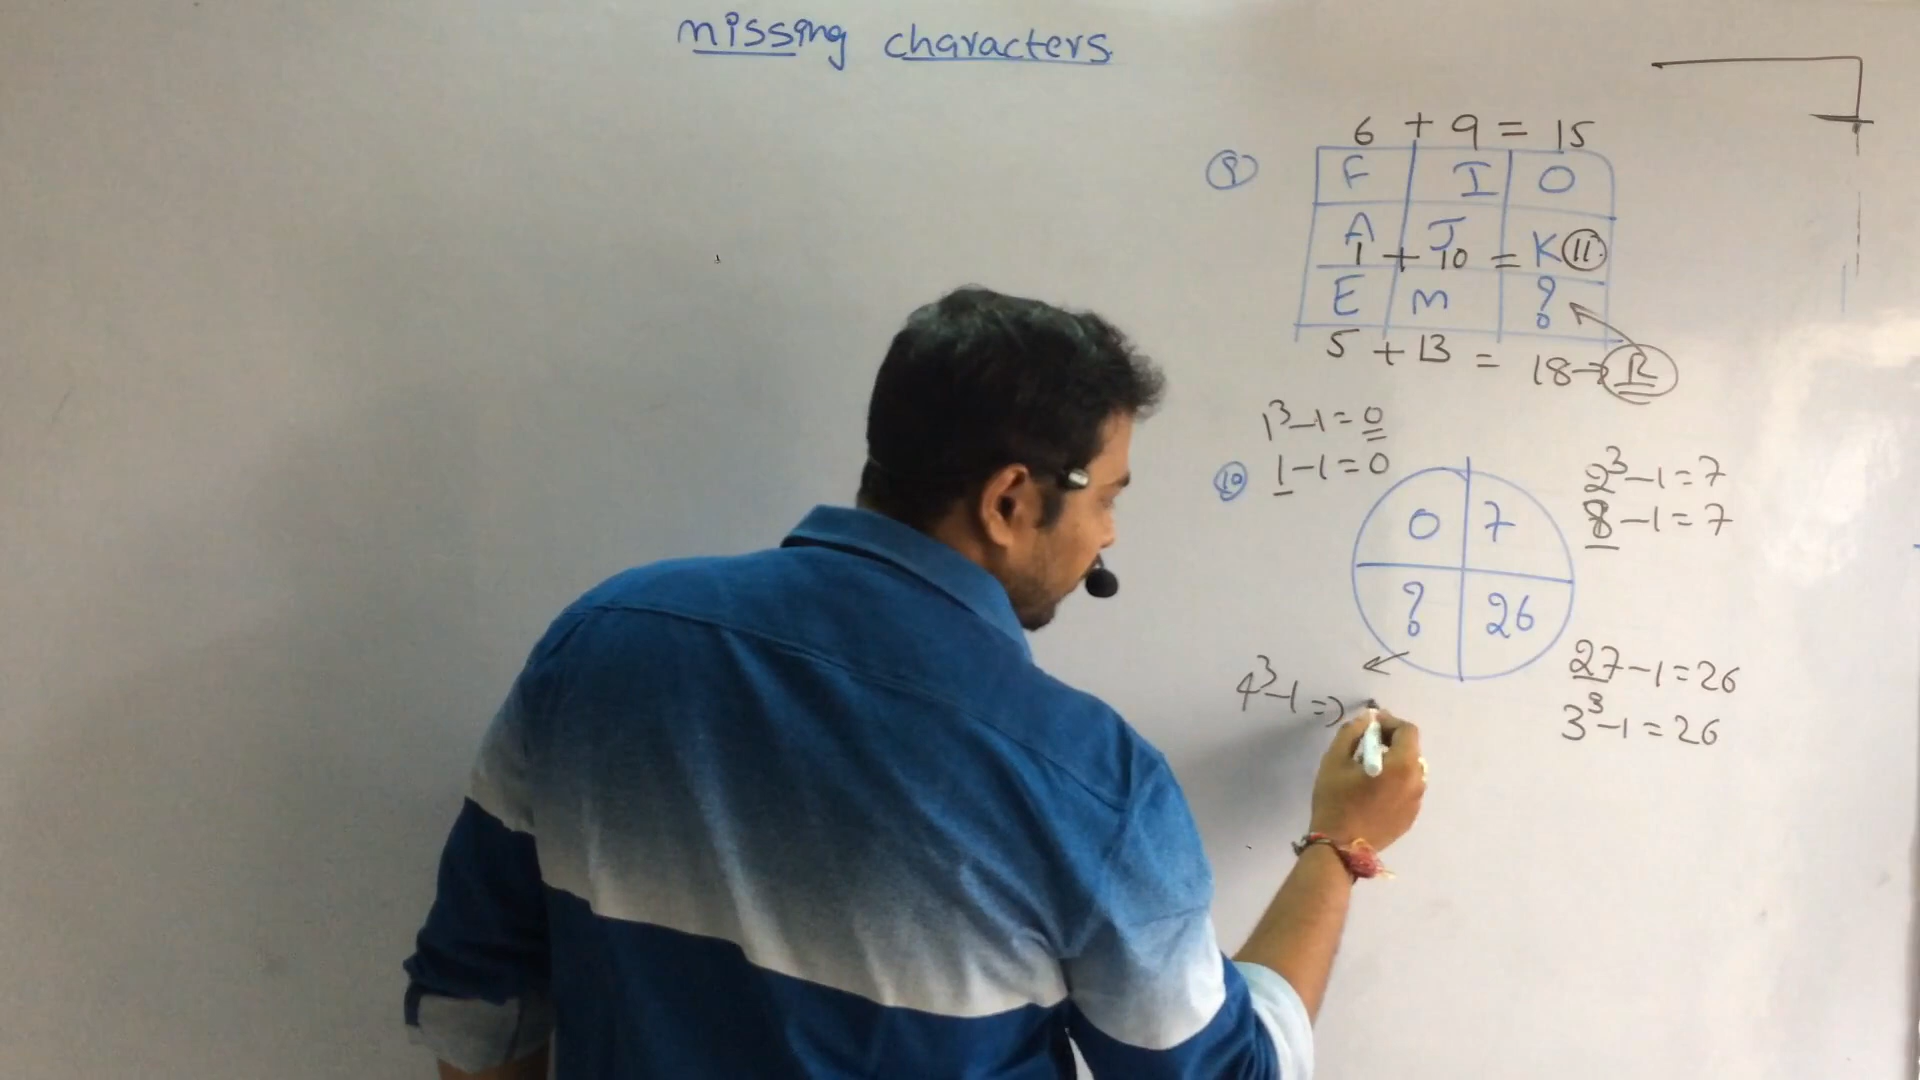 missing characters
6 + 9 = 15
9
F I O
A J K 11
1 + 10 =
E m ?
5 + 13 = 18 → R
1³-1=0
10
1-1=0
2³-1=7
8-1=7
0 7
? 26
27-1=26
3³-1=26
4³-1 =>